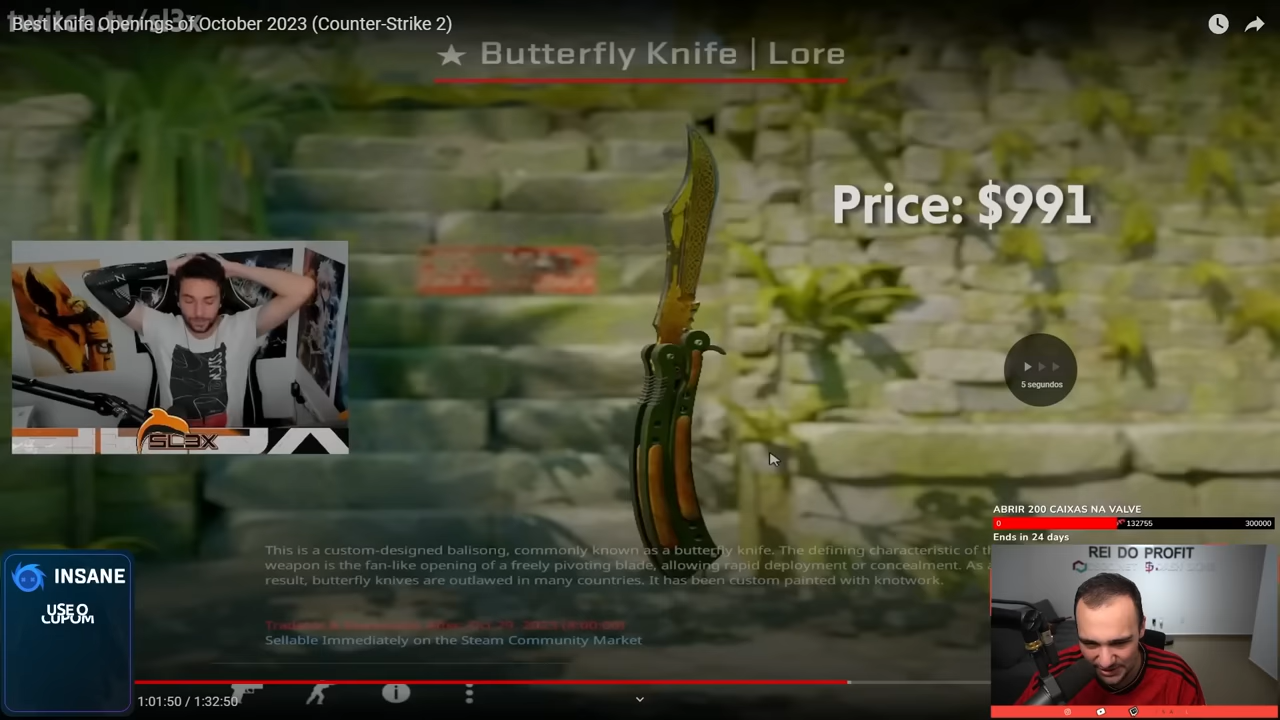 twitch.tv/sl3x
Best Knife Openings of October 2023 (Counter-Strike 2)
★ Butterfly Knife | Lore
Price: $991
5 segundos
SL3X
ABRIR 200 CAIXAS NA VALVE
0 132755 300000
Ends in 24 days
REI DO PROFIT
This is a custom-designed balisong, commonly known as a butterfly knife. The defining characteristic of th
weapon is the fan-like opening of a freely pivoting blade, allowing rapid deployment or concealment. As a
result, butterfly knives are outlawed in many countries. It has been custom painted with knotwork.
Sellable Immediately on the Steam Community Market
INSANE
USE O
CUPOM
1:01:50 / 1:32:50